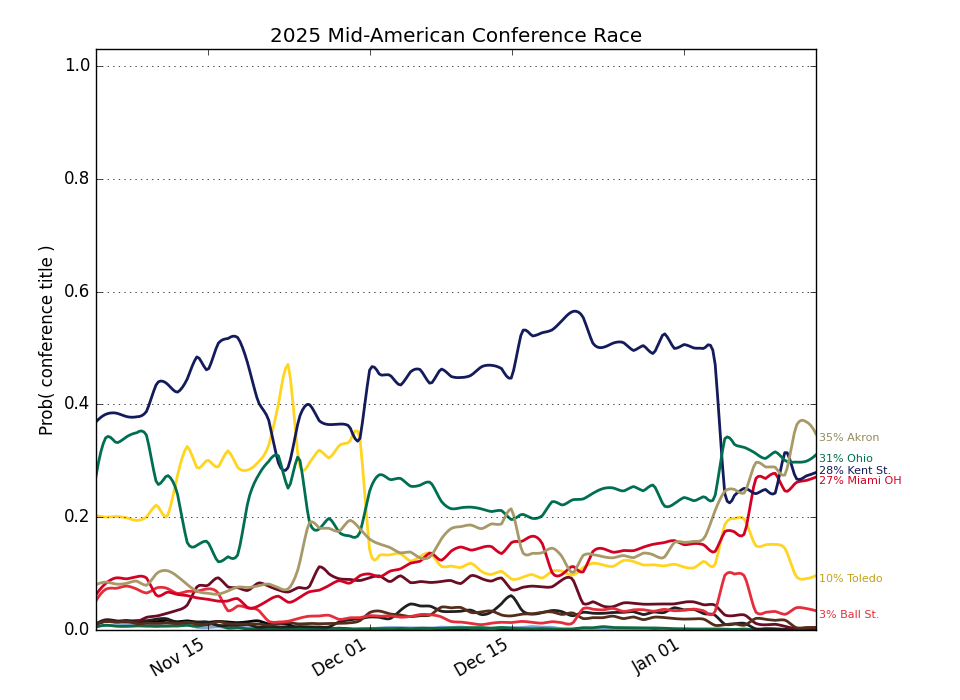 2025 Mid-American Conference Race
Prob( conference title )
1.0
0.8
0.6
0.4
0.2
0.0
35% Akron
31% Ohio
28% Kent St.
27% Miami OH
10% Toledo
3% Ball St.
Nov 15
Dec 01
Dec 15
Jan 01